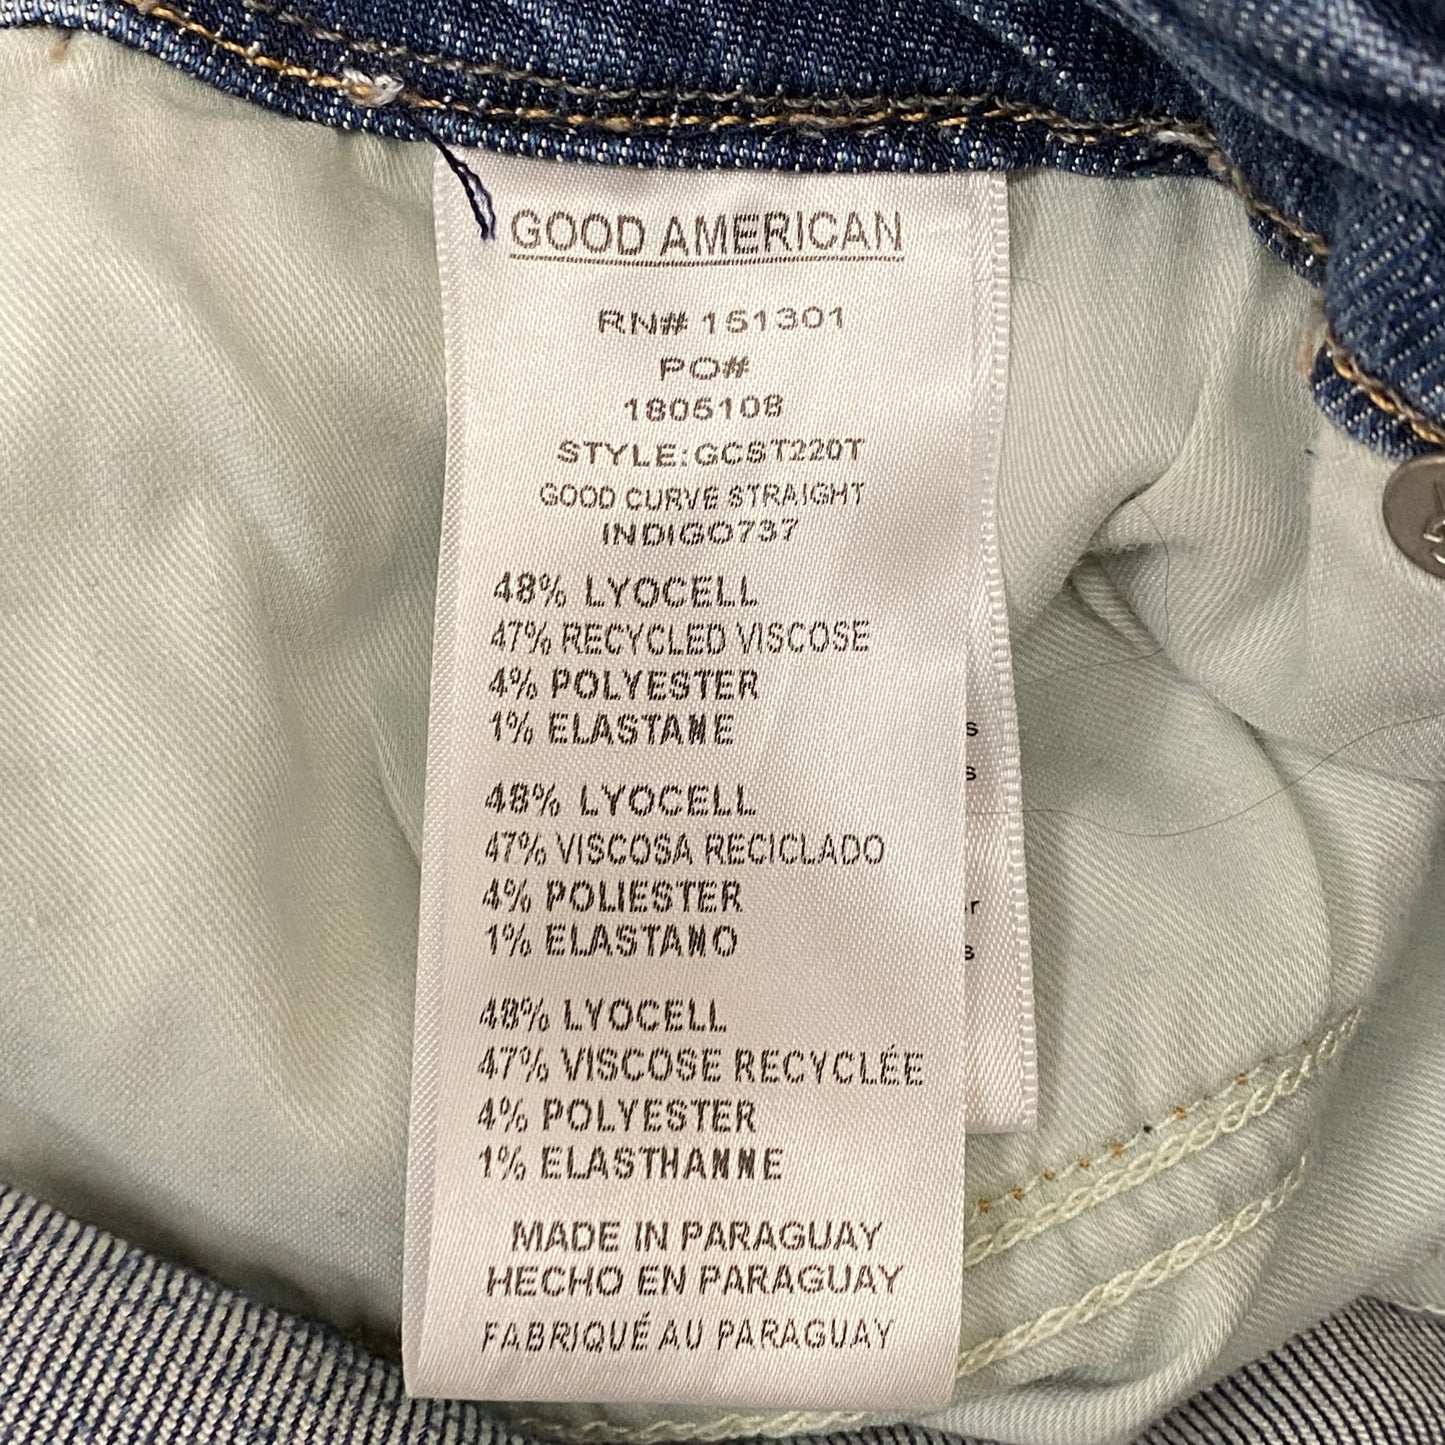 GOOD AMERICAN
RN# 151301
PO#
1805108
STYLE:GCST220T
GOOD CURVE STRAIGHT
INDIGO737
48% LYOCELL
47% RECYCLED VISCOSE
4% POLYESTER
1% ELASTANE
48% LYOCELL
47% VISCOSA RECICLADO
4% POLIESTER
1% ELASTANO
48% LYOCELL
47% VISCOSE RECYCLÉE
4% POLYESTER
1% ELASTHANNE
MADE IN PARAGUAY
HECHO EN PARAGUAY
FABRIQUÉ AU PARAGUAY